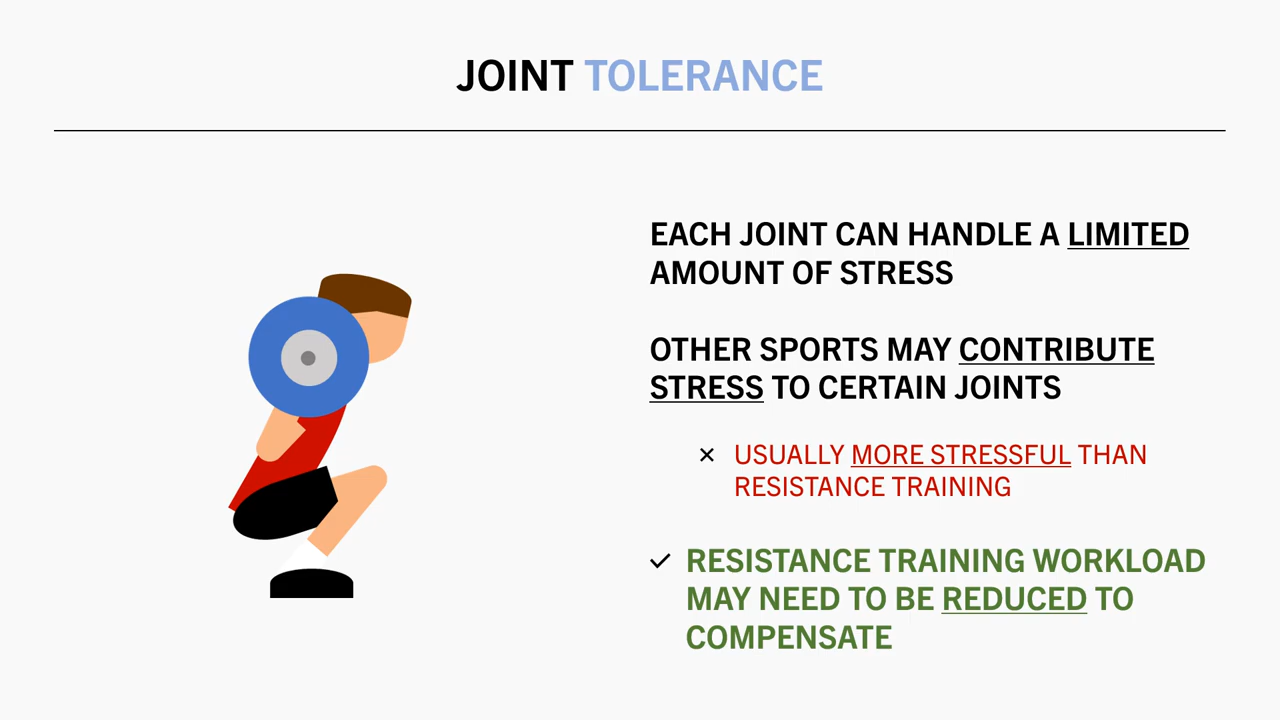 JOINT TOLERANCE
EACH JOINT CAN HANDLE A LIMITED
AMOUNT OF STRESS
OTHER SPORTS MAY CONTRIBUTE
STRESS TO CERTAIN JOINTS
× USUALLY MORE STRESSFUL THAN
RESISTANCE TRAINING
✓ RESISTANCE TRAINING WORKLOAD
MAY NEED TO BE REDUCED TO
COMPENSATE